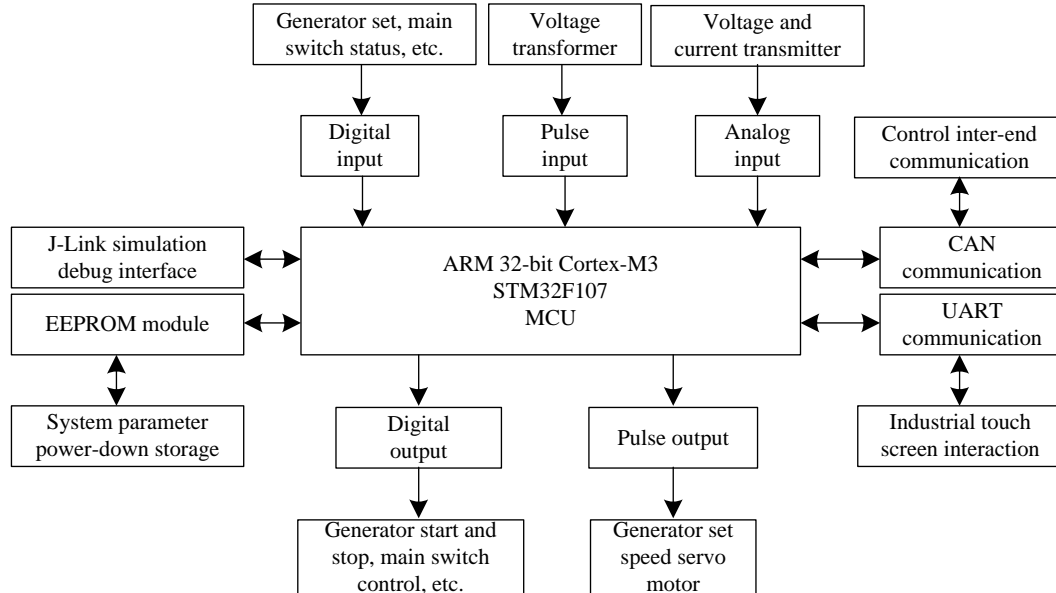 Generator set, main
switch status, etc.
Voltage
transformer
Voltage and
current transmitter
Digital
input
Pulse
input
Analog
input
Control inter-end
communication
J-Link simulation
debug interface
ARM 32-bit Cortex-M3
STM32F107
MCU
CAN
communication
EEPROM module
UART
communication
System parameter
power-down storage
Digital
output
Pulse output
Industrial touch
screen interaction
Generator start and
stop, main switch
control, etc.
Generator set
speed servo
motor